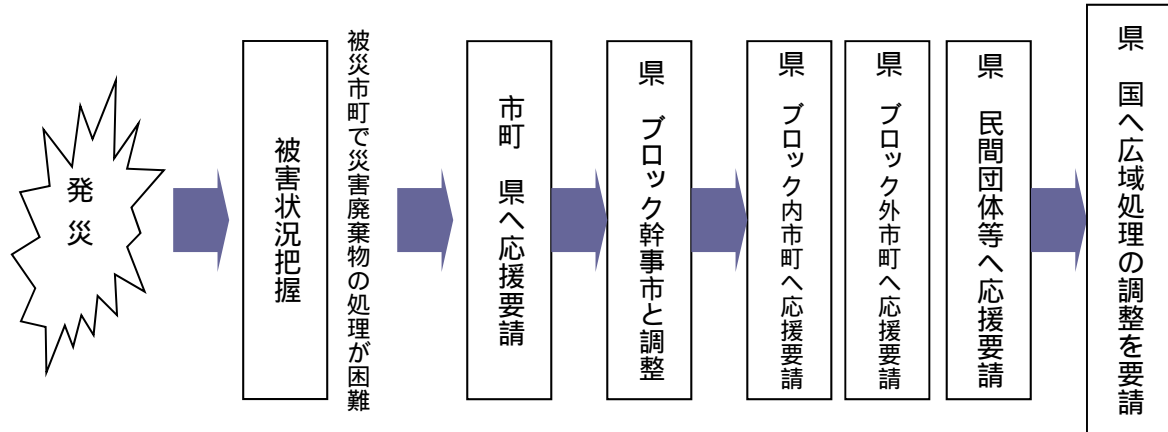 発
災
被害状況把握
被災市町で災害廃棄物の処理が困難
市町　県へ応援要請
県　ブロック幹事市と調整
県　ブロック内市町へ応援要請
県　ブロック外市町へ応援要請
県　民間団体等へ応援要請
県　国へ広域処理の調整を要請